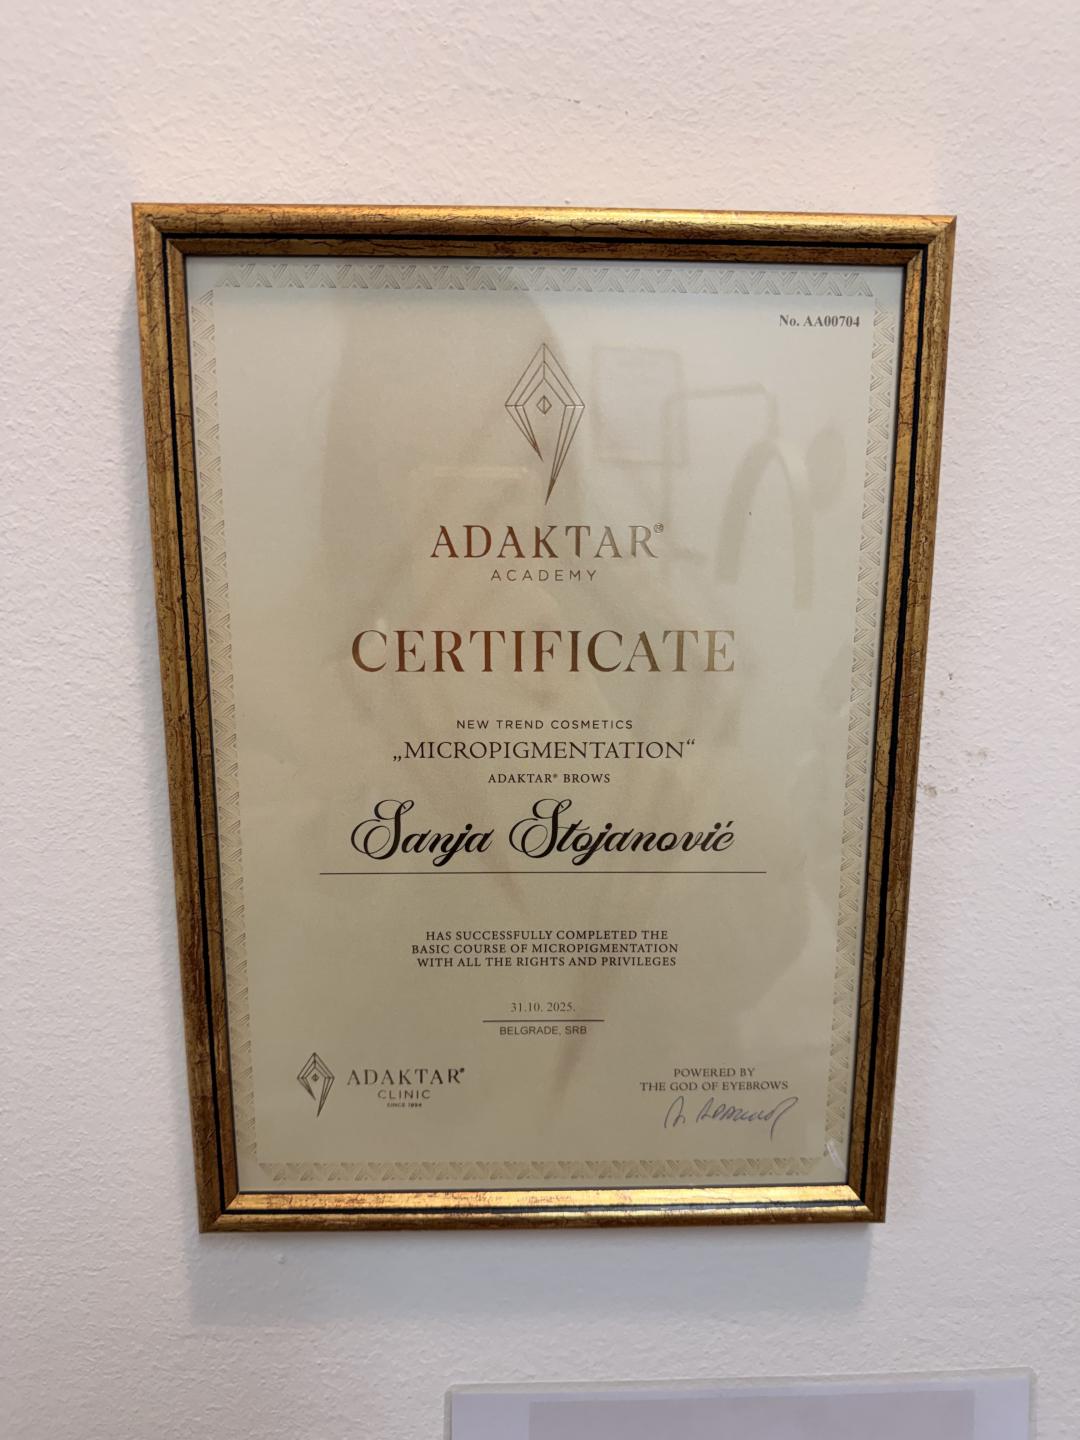 No. AA00704
ADAKTAR®
ACADEMY
CERTIFICATE
NEW TREND COSMETICS
„MICROPIGMENTATION“
ADAKTAR® BROWS
Sanja Stojanović
HAS SUCCESSFULLY COMPLETED THE
BASIC COURSE OF MICROPIGMENTATION
WITH ALL THE RIGHTS AND PRIVILEGES
31.10. 2025.
BELGRADE, SRB
ADAKTAR®
CLINIC
SINCE 1994
POWERED BY
THE GOD OF EYEBROWS